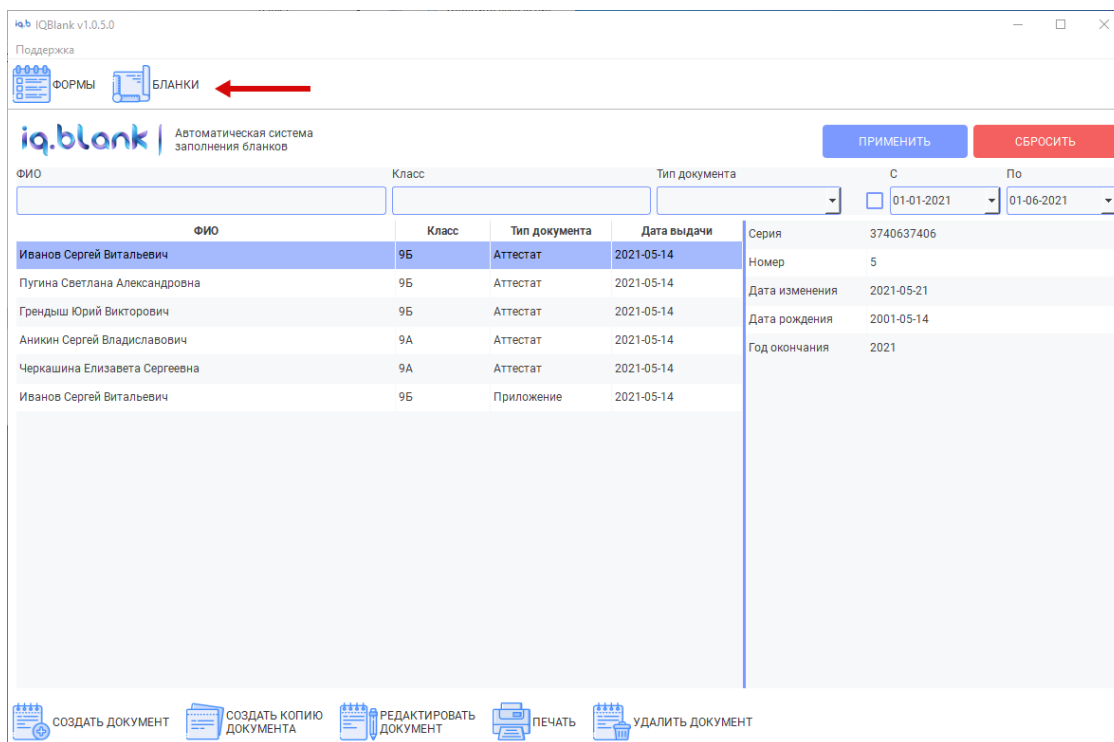 iq.b IQBlank v1.0.5.0
Поддержка
ФОРМЫ БЛАНКИ
iq.blank | Автоматическая система
заполнения бланков
ПРИМЕНИТЬ СБРОСИТЬ
ФИО Класс Тип документа С По
01-01-2021 01-06-2021
ФИО Класс Тип документа Дата выдачи
Иванов Сергей Витальевич 9Б Аттестат 2021-05-14
Пугина Светлана Александровна 9Б Аттестат 2021-05-14
Грендыш Юрий Викторович 9Б Аттестат 2021-05-14
Аникин Сергей Владиславович 9А Аттестат 2021-05-14
Черкашина Елизавета Сергеевна 9А Аттестат 2021-05-14
Иванов Сергей Витальевич 9Б Приложение 2021-05-14
Серия 3740637406
Номер 5
Дата изменения 2021-05-21
Дата рождения 2001-05-14
Год окончания 2021
СОЗДАТЬ ДОКУМЕНТ
СОЗДАТЬ КОПИЮ
ДОКУМЕНТА
РЕДАКТИРОВАТЬ
ДОКУМЕНТ
ПЕЧАТЬ
УДАЛИТЬ ДОКУМЕНТ